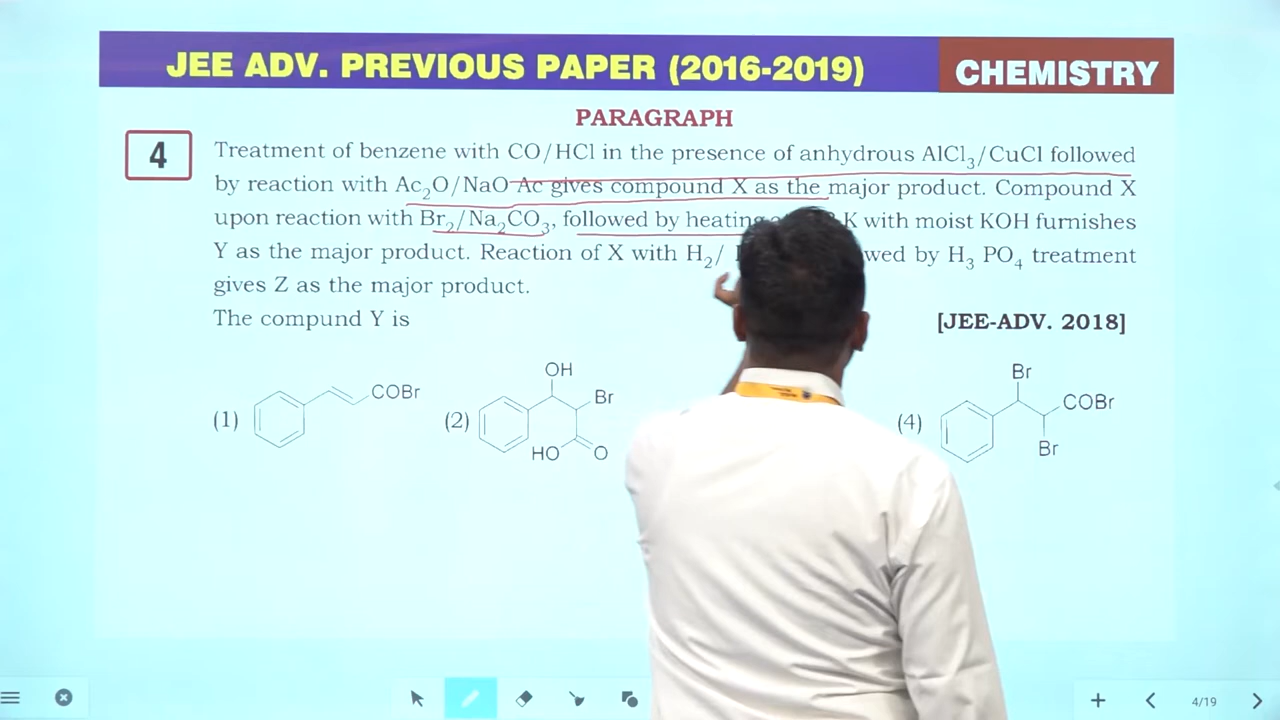 JEE ADV. PREVIOUS PAPER (2016-2019)
CHEMISTRY
PARAGRAPH
4
Treatment of benzene with CO/HCl in the presence of anhydrous AlCl₃/CuCl followed
by reaction with Ac₂O/NaO Ac gives compound X as the major product. Compound X
upon reaction with Br₂/Na₂CO₃, followed by heating K with moist KOH furnishes
Y as the major product. Reaction of X with H₂/ wed by H₃ PO₄ treatment
gives Z as the major product.
The compund Y is
[JEE-ADV. 2018]
(1)
COBr
(2)
OH
Br
HO
O
(4)
Br
COBr
Br
4/19